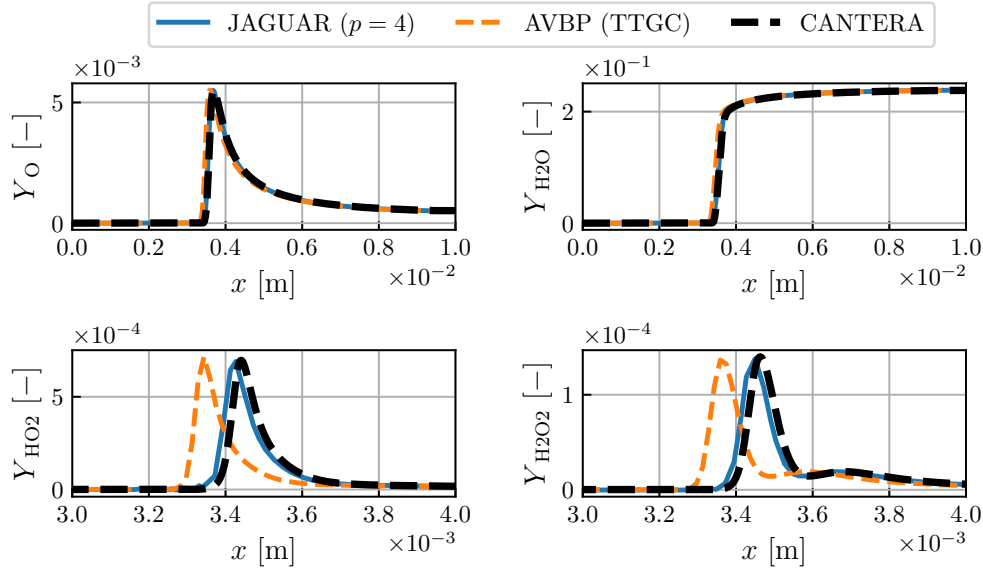 JAGUAR (p = 4) AVBP (TTGC) CANTERA
×10⁻³ ×10⁻¹
5 2
Y_O [−] Y_H2O [−]
0 0
0.0 0.2 0.4 0.6 0.8 1.0 0.0 0.2 0.4 0.6 0.8 1.0
x [m] ×10⁻² x [m] ×10⁻²
×10⁻⁴ ×10⁻⁴
5 1
Y_HO2 [−] Y_H2O2 [−]
0 0
3.0 3.2 3.4 3.6 3.8 4.0 3.0 3.2 3.4 3.6 3.8 4.0
x [m] ×10⁻³ x [m] ×10⁻³